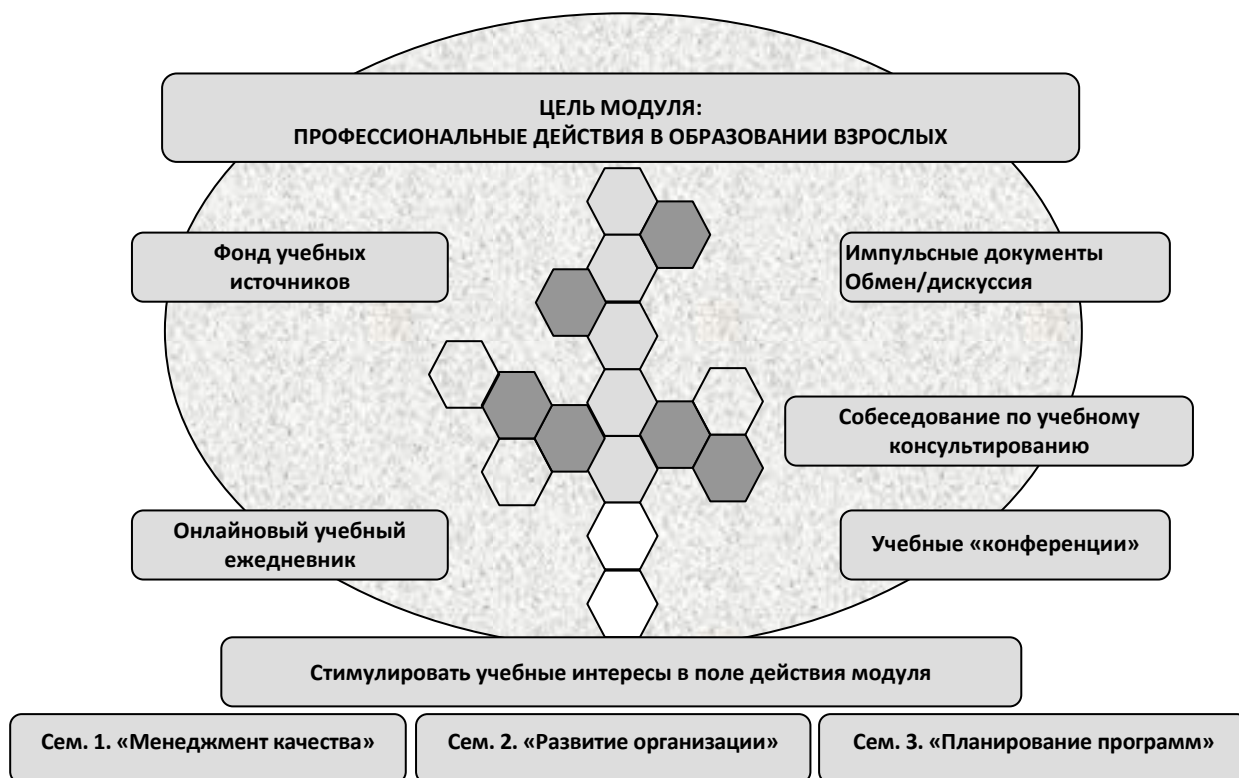 ЦЕЛЬ МОДУЛЯ:
ПРОФЕССИОНАЛЬНЫЕ ДЕЙСТВИЯ В ОБРАЗОВАНИИ ВЗРОСЛЫХ
Фонд учебных
источников
Импульсные документы
Обмен/дискуссия
Собеседование по учебному
консультированию
Онлайновый учебный
ежедневник
Учебные «конференции»
Стимулировать учебные интересы в поле действия модуля
Сем. 1. «Менеджмент качества»
Сем. 2. «Развитие организации»
Сем. 3. «Планирование программ»